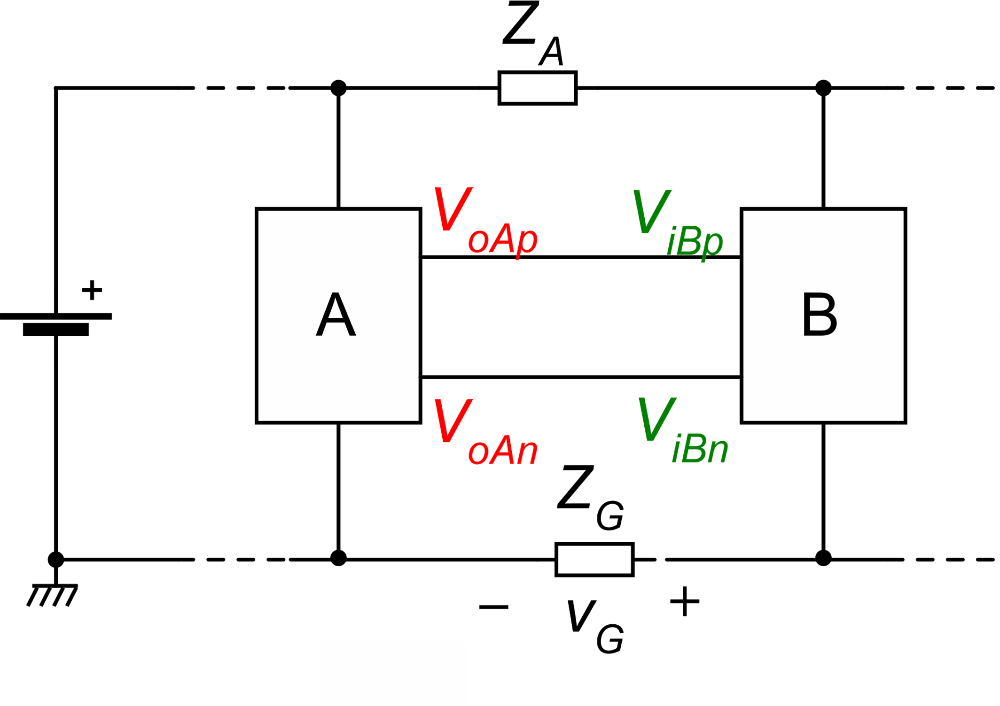 Z_A
V_oAp V_iBp
+
A B
V_oAn V_iBn
Z_G
− v_G +